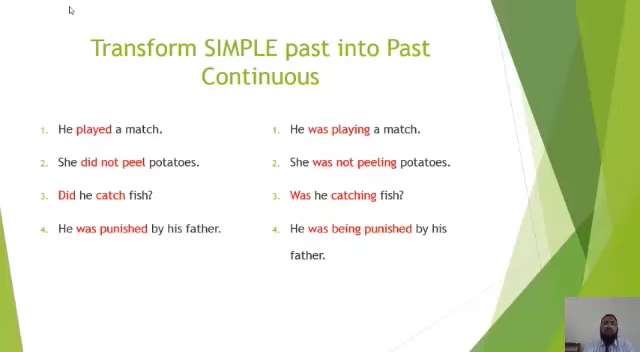 Transform SIMPLE past into Past
Continuous
1. He played a match.
2. She did not peel potatoes.
3. Did he catch fish?
4. He was punished by his father.
1. He was playing a match.
2. She was not peeling potatoes.
3. Was he catching fish?
4. He was being punished by his
father.